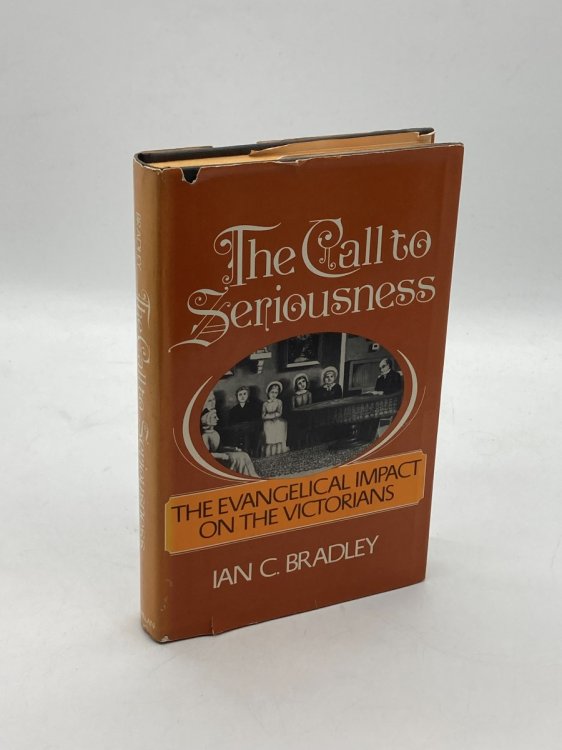 The Call to
Seriousness
THE EVANGELICAL IMPACT
ON THE VICTORIANS
IAN C. BRADLEY
BRADLEY The Call to Seriousness